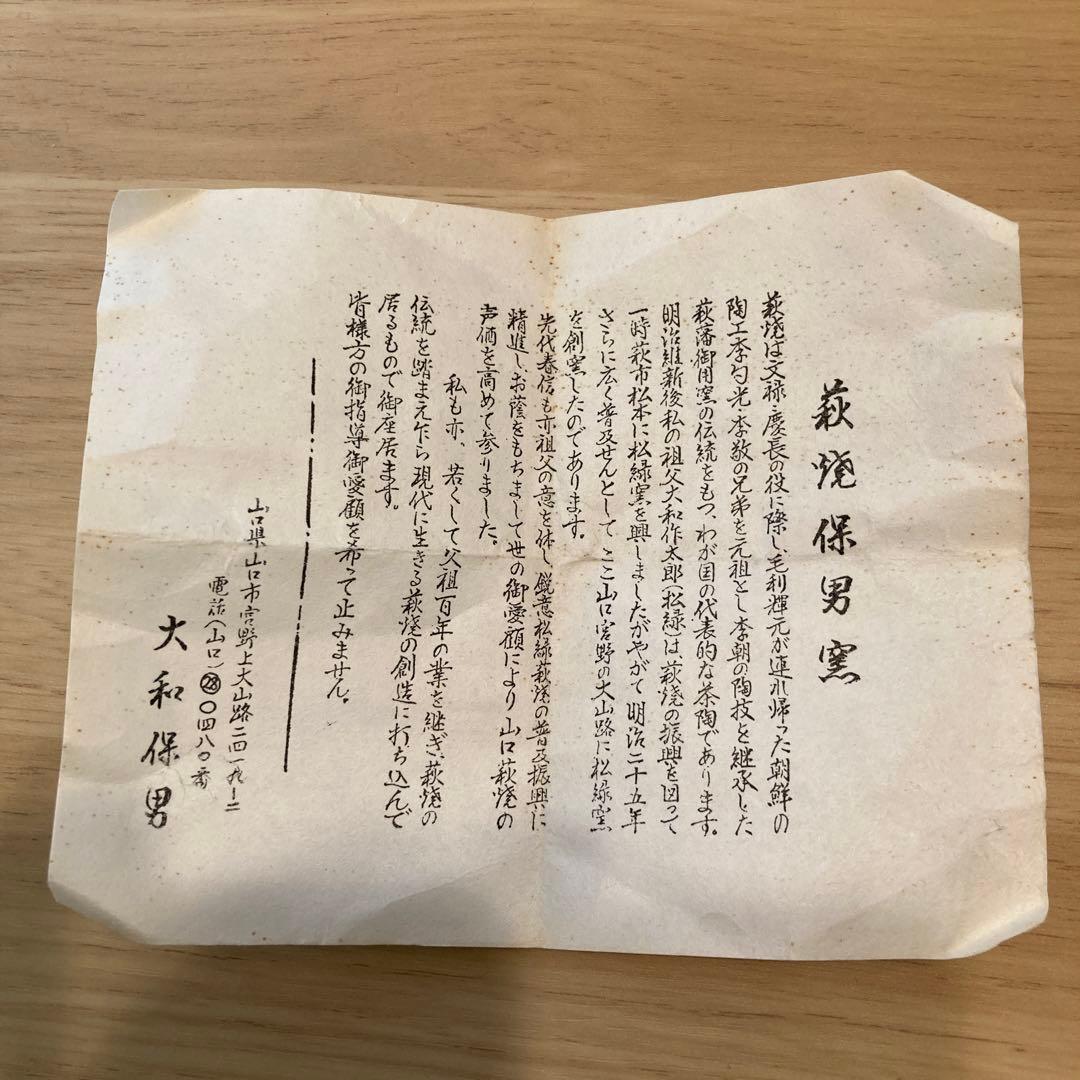 萩焼保男窯
萩焼は文禄・慶長の役に際し、毛利輝元が連れ帰った朝鮮の
陶工李勺光・李敬の兄弟を元祖とし李朝の陶技を継承した
萩藩御用窯の伝統をもつ、わが国の代表的な茶陶であります。
明治維新後私の祖父大和作太郎(松緑)は、萩焼の振興を図って
一時萩市松本に松緑窯を興しましたがやがて明治二十五年
さらに広く普及せんとしてここ山口宮野の大山路に松緑窯
を創窯したのであります。
先代春信も亦祖父の意を体し、鋭意松緑萩焼の普及振興に
精進し、お蔭をもちまして世の御愛顧により山口萩焼の
声価を高めて参りました。
私も亦、若くして父祖百年の業を継ぎ、萩焼の
伝統を踏まえ乍ら現代に生きる萩焼の創造に打ち込んで
居るもので御座居ます。
皆様方の御指導御愛顧を希って止みません。
山口県山口市宮野上大山路二四一九ー二
電話(山口)㉘〇四八〇番
大和保男